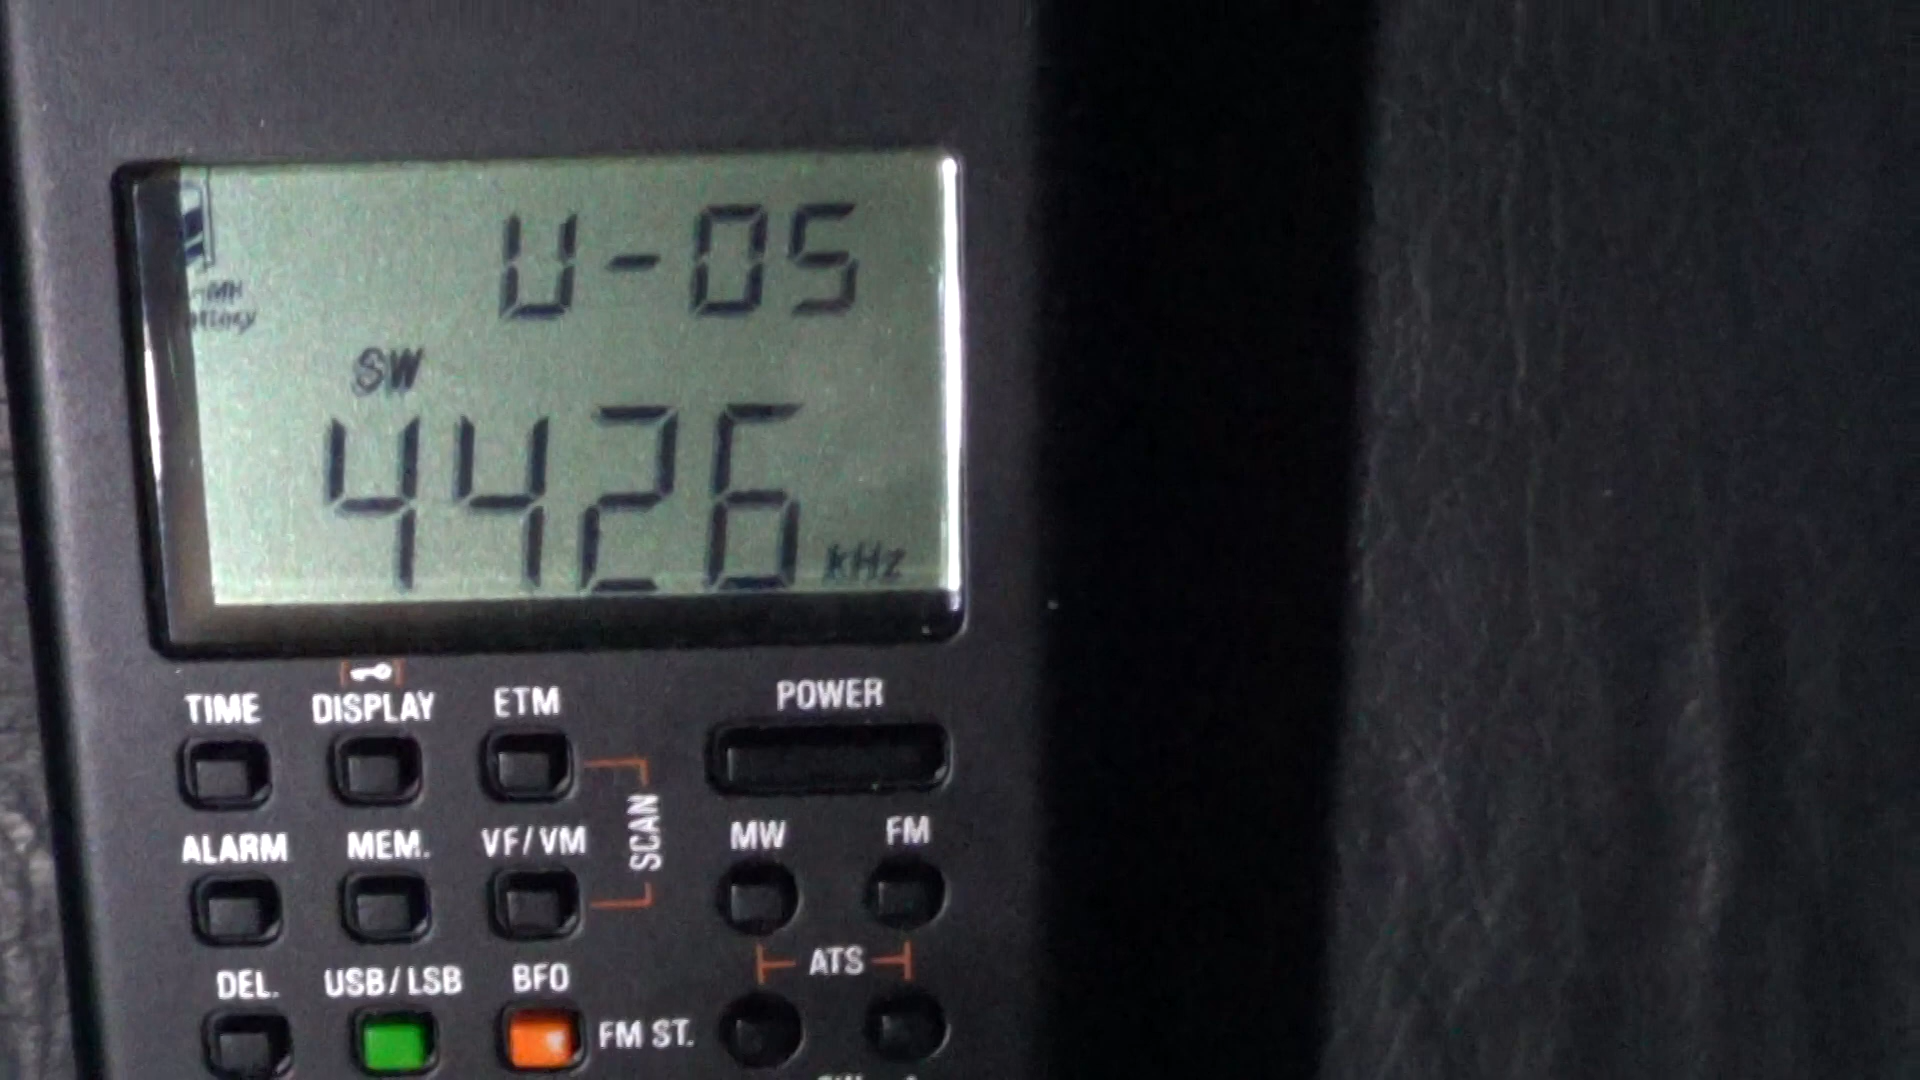 U-05
SW
4426 kHz
TIME DISPLAY ETM POWER
ALARM MEM. VF/VM SCAN MW FM
ATS
DEL. USB/LSB BFO
FM ST.